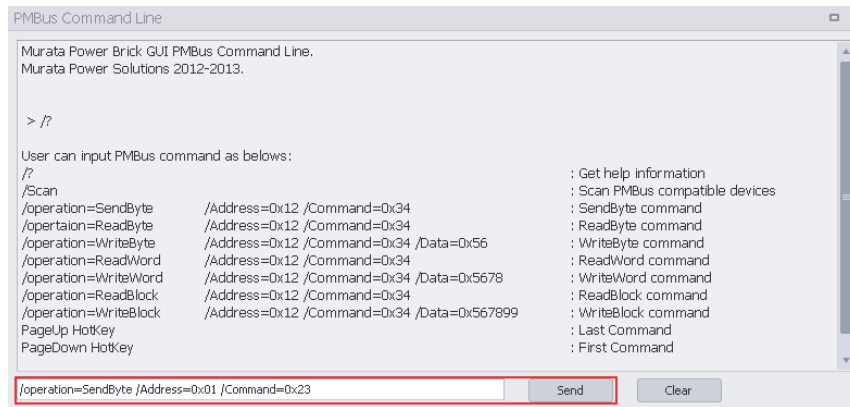 PMBus Command Line
Murata Power Brick GUI PMBus Command Line.
Murata Power Solutions 2012-2013.
> /?
User can input PMBus command as belows:
/? : Get help information
/Scan : Scan PMBus compatible devices
/operation=SendByte /Address=0x12 /Command=0x34 : SendByte command
/opertaion=ReadByte /Address=0x12 /Command=0x34 : ReadByte command
/operation=WriteByte /Address=0x12 /Command=0x34 /Data=0x56 : WriteByte command
/operation=ReadWord /Address=0x12 /Command=0x34 : ReadWord command
/operation=WriteWord /Address=0x12 /Command=0x34 /Data=0x5678 : WriteWord command
/operation=ReadBlock /Address=0x12 /Command=0x34 : ReadBlock command
/operation=WriteBlock /Address=0x12 /Command=0x34 /Data=0x567899 : WriteBlock command
PageUp HotKey : Last Command
PageDown HotKey : First Command
/operation=SendByte /Address=0x01 /Command=0x23 Send Clear